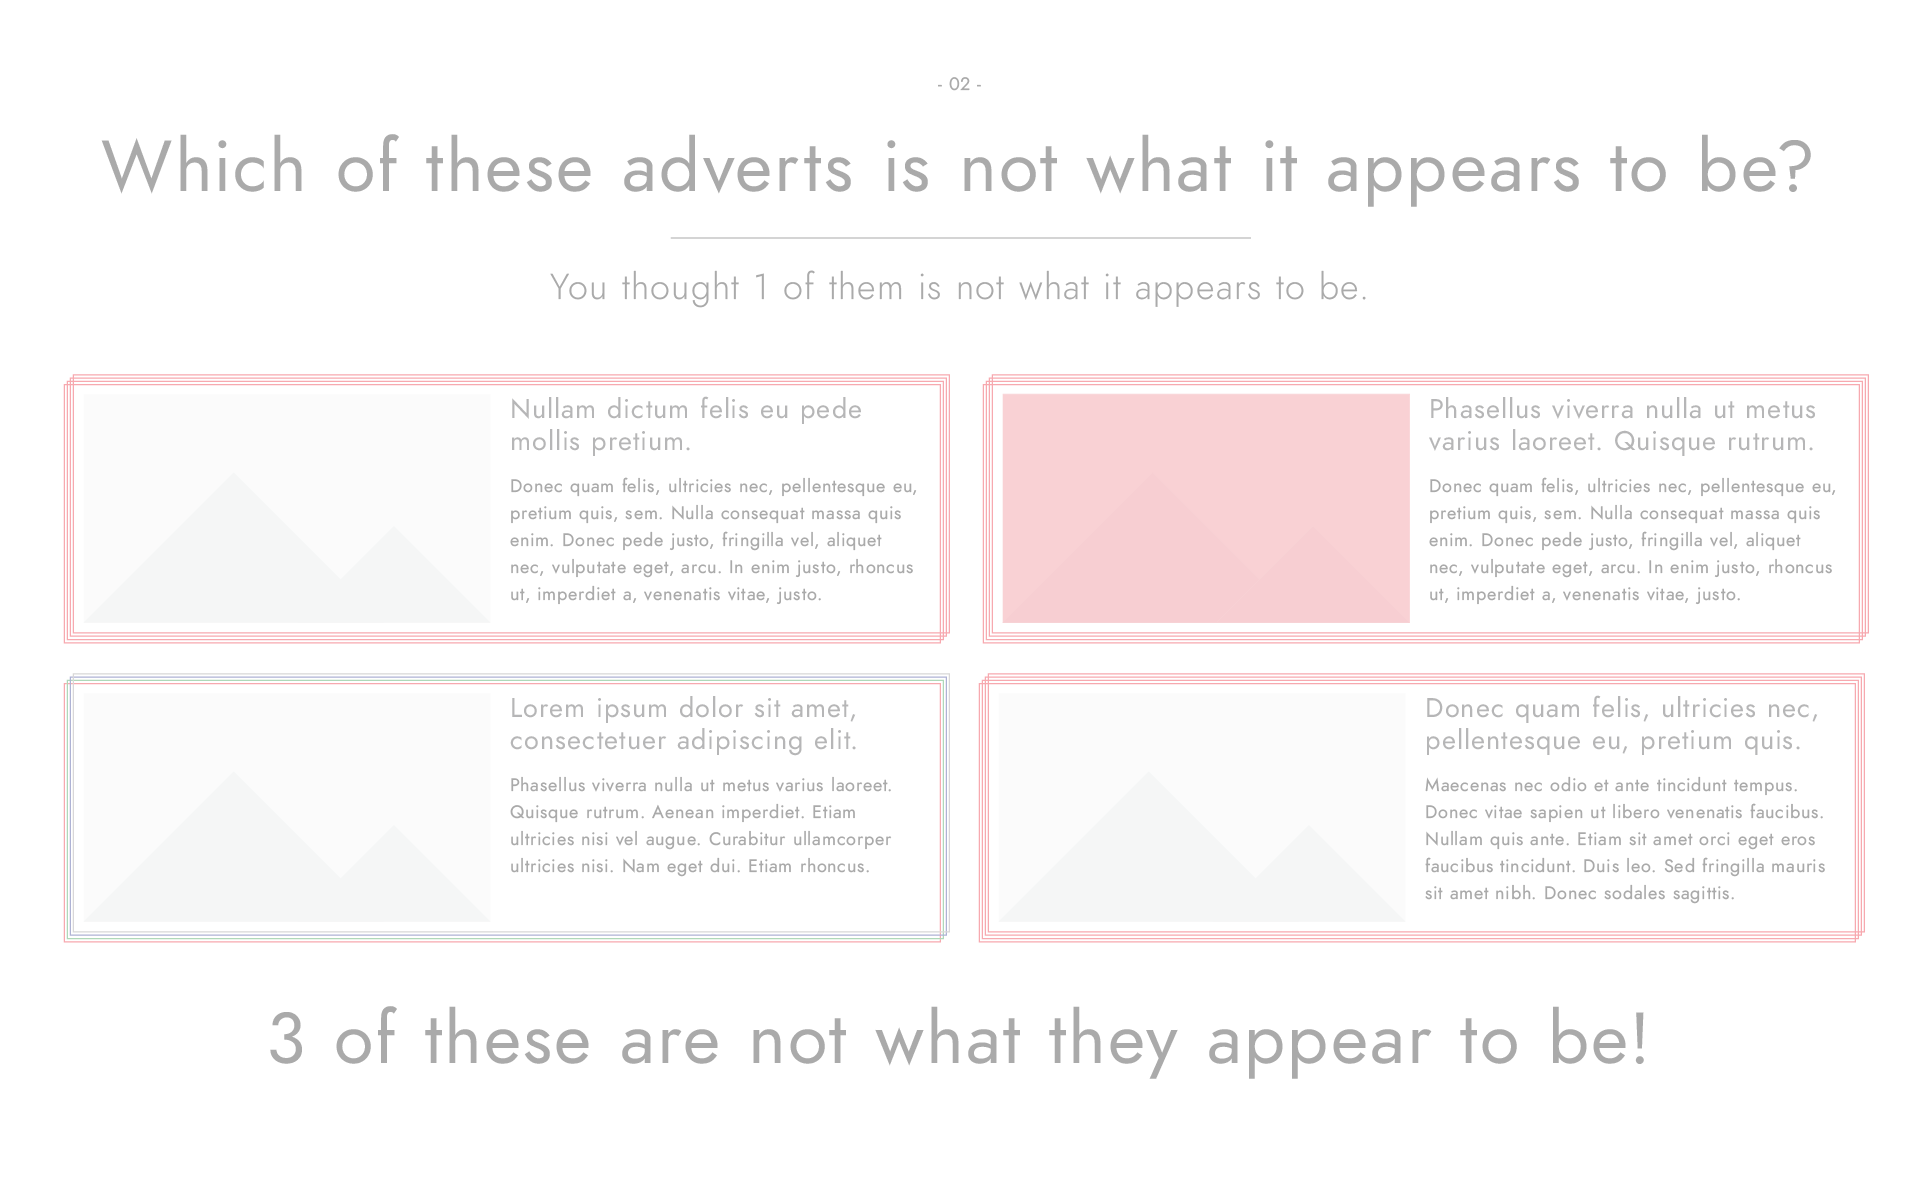 - 02 -
Which of these adverts is not what it appears to be?
You thought 1 of them is not what it appears to be.
Nullam dictum felis eu pede
mollis pretium.
Donec quam felis, ultricies nec, pellentesque eu,
pretium quis, sem. Nulla consequat massa quis
enim. Donec pede justo, fringilla vel, aliquet
nec, vulputate eget, arcu. In enim justo, rhoncus
ut, imperdiet a, venenatis vitae, justo.
Phasellus viverra nulla ut metus
varius laoreet. Quisque rutrum.
Donec quam felis, ultricies nec, pellentesque eu,
pretium quis, sem. Nulla consequat massa quis
enim. Donec pede justo, fringilla vel, aliquet
nec, vulputate eget, arcu. In enim justo, rhoncus
ut, imperdiet a, venenatis vitae, justo.
Lorem ipsum dolor sit amet,
consectetuer adipiscing elit.
Phasellus viverra nulla ut metus varius laoreet.
Quisque rutrum. Aenean imperdiet. Etiam
ultricies nisi vel augue. Curabitur ullamcorper
ultricies nisi. Nam eget dui. Etiam rhoncus.
Donec quam felis, ultricies nec,
pellentesque eu, pretium quis.
Maecenas nec odio et ante tincidunt tempus.
Donec vitae sapien ut libero venenatis faucibus.
Nullam quis ante. Etiam sit amet orci eget eros
faucibus tincidunt. Duis leo. Sed fringilla mauris
sit amet nibh. Donec sodales sagittis.
3 of these are not what they appear to be!